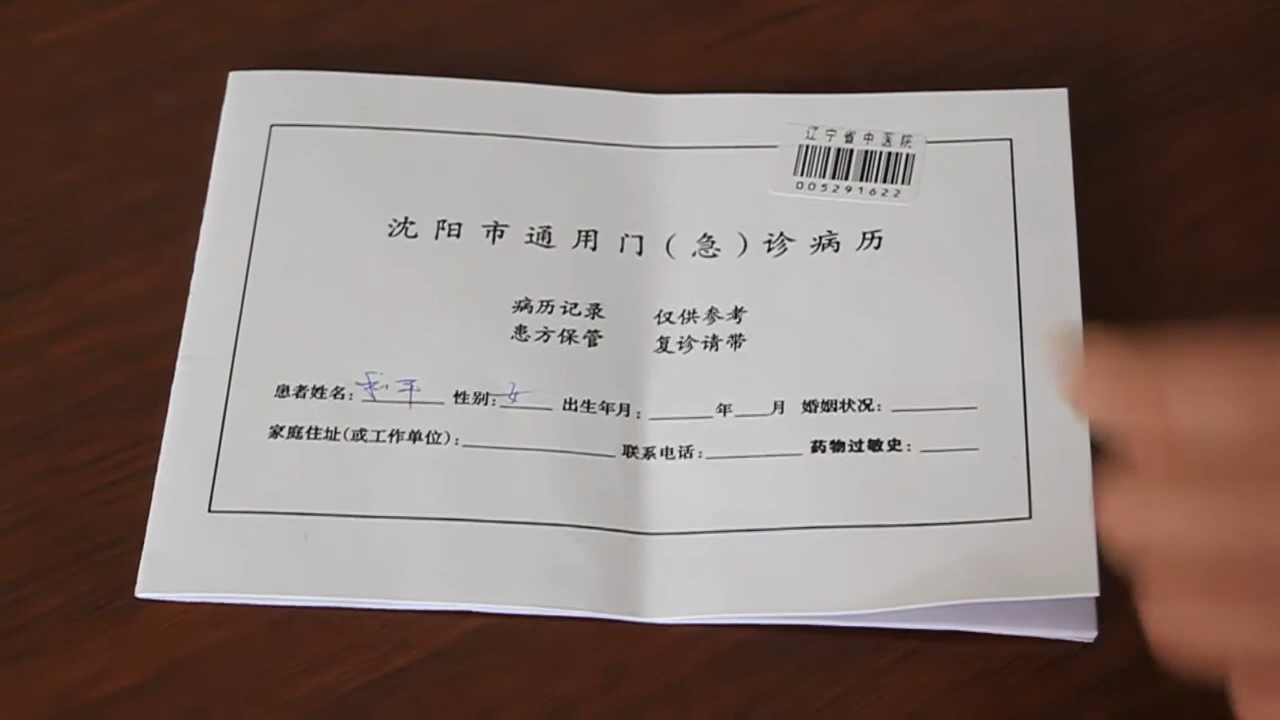 辽宁省中医院
005291622
沈阳市通用门(急)诊病历
病历记录 仅供参考
患方保管 复诊请带
患者姓名: 平 性别: 女 出生年月: 年 月 婚姻状况:
家庭住址(或工作单位): 联系电话: 药物过敏史: